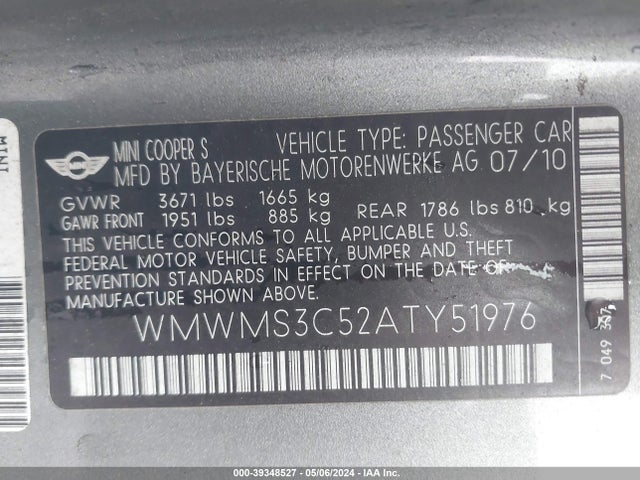 MINI
MINI
MINI COOPER S VEHICLE TYPE: PASSENGER CAR
MFD BY BAYERISCHE MOTORENWERKE AG 07/10
GVWR 3671 lbs 1665 kg
GAWR FRONT 1951 lbs 885 kg REAR 1786 lbs 810 kg
THIS VEHICLE CONFORMS TO ALL APPLICABLE U.S.
FEDERAL MOTOR VEHICLE SAFETY, BUMPER AND THEFT
PREVENTION STANDARDS IN EFFECT ON THE DATE OF
MANUFACTURE SHOWN ABOVE.
WMWMS3C52ATY51976
7 049
000-39348527 - 05/06/2024 - IAA Inc.